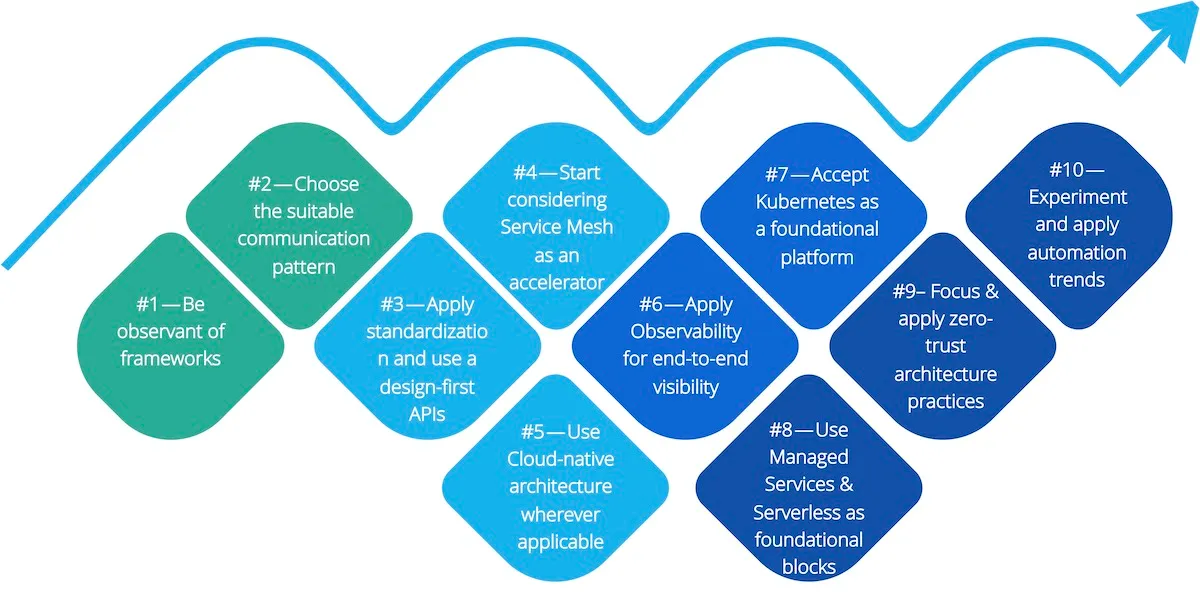 #1—Be
observant of
frameworks
#2—Choose
the suitable
communication
pattern
#3—Apply
standardizatio
n and use a
design-first
APIs
#4—Start
considering
Service Mesh
as an
accelerator
#5—Use
Cloud-native
architecture
wherever
applicable
#6—Apply
Observability
for end-to-end
visibility
#7—Accept
Kubernetes as
a foundational
platform
#8—Use
Managed
Services &
Serverless as
foundational
blocks
#9– Focus &
apply zero-
trust
architecture
practices
#10—
Experiment
and apply
automation
trends